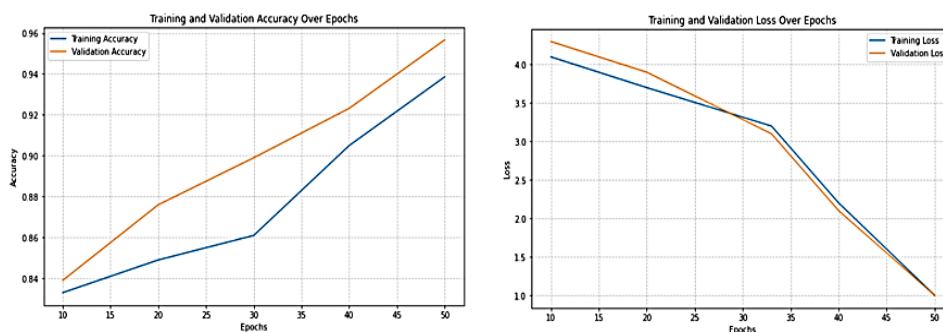 Training and Validation Accuracy Over Epochs
Training Accuracy
Validation Accuracy
0.96
0.94
0.92
0.90
0.88
0.86
0.84
Accuracy
10 15 20 25 30 35 40 45 50
Epochs
Training and Validation Loss Over Epochs
Training Loss
Validation Loss
4.0
3.5
3.0
2.5
2.0
1.5
1.0
Loss
10 15 20 25 30 35 40 45 50
Epochs